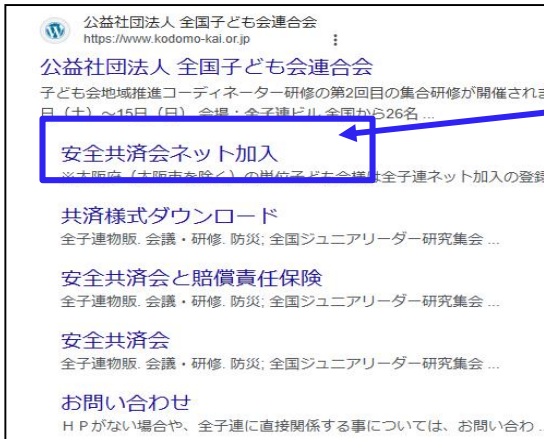 公益社団法人 全国子ども会連合会
https://www.kodomo-kai.or.jp
公益社団法人 全国子ども会連合会
子ども会地域推進コーディネーター研修の第2回目の集合研修が開催されま
日（土）～15日（日） 会場：全子連ビル 全国から26名 ...
安全共済会ネット加入
※大阪府（大阪市を除く）の単位子ども会様は全子連ネット加入の登録
共済様式ダウンロード
全子連物販. 会議・研修. 防災; 全国ジュニアリーダー研究集会 ...
安全共済会と賠償責任保険
全子連物販. 会議・研修. 防災; 全国ジュニアリーダー研究集会 ...
安全共済会
全子連物販. 会議・研修. 防災; 全国ジュニアリーダー研究集会 ...
お問い合わせ
ＨＰがない場合や、全子連に直接関係する事については、お問い合わ ...